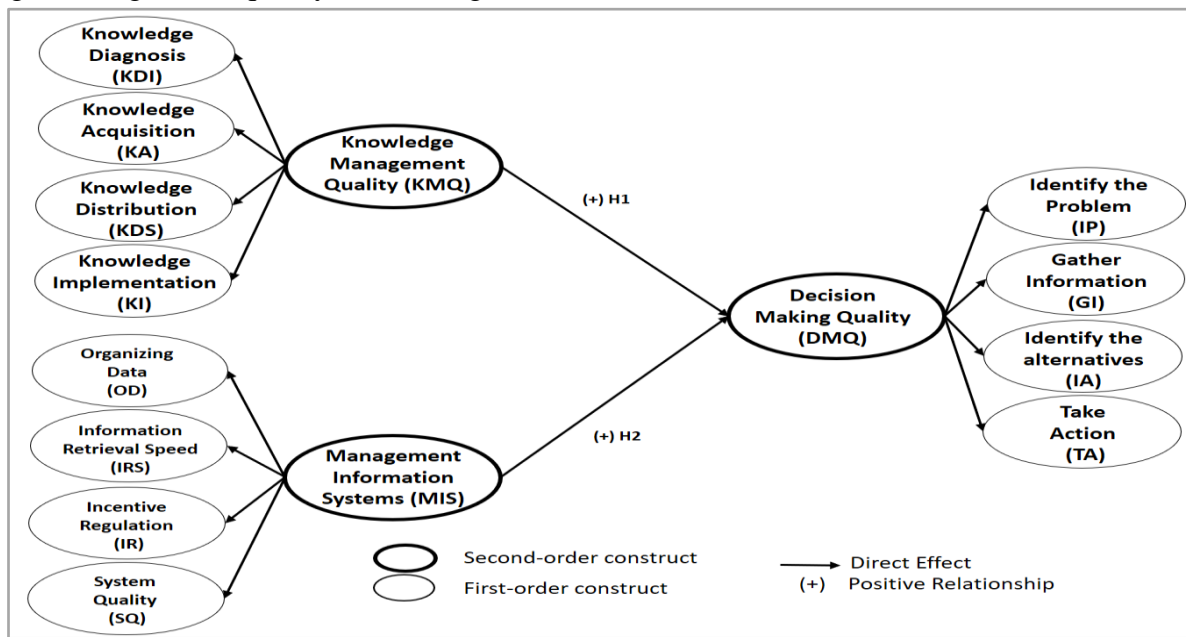 Knowledge
Diagnosis
(KDI)
Knowledge
Acquisition
(KA)
Knowledge
Distribution
(KDS)
Knowledge
Implementation
(KI)
Knowledge
Management
Quality (KMQ)
(+) H1
Organizing
Data
(OD)
Information
Retrieval Speed
(IRS)
Incentive
Regulation
(IR)
System
Quality
(SQ)
Management
Information
Systems (MIS)
(+) H2
Decision
Making Quality
(DMQ)
Identify the
Problem
(IP)
Gather
Information
(GI)
Identify the
alternatives
(IA)
Take
Action
(TA)
Second-order construct
First-order construct
Direct Effect
(+) Positive Relationship